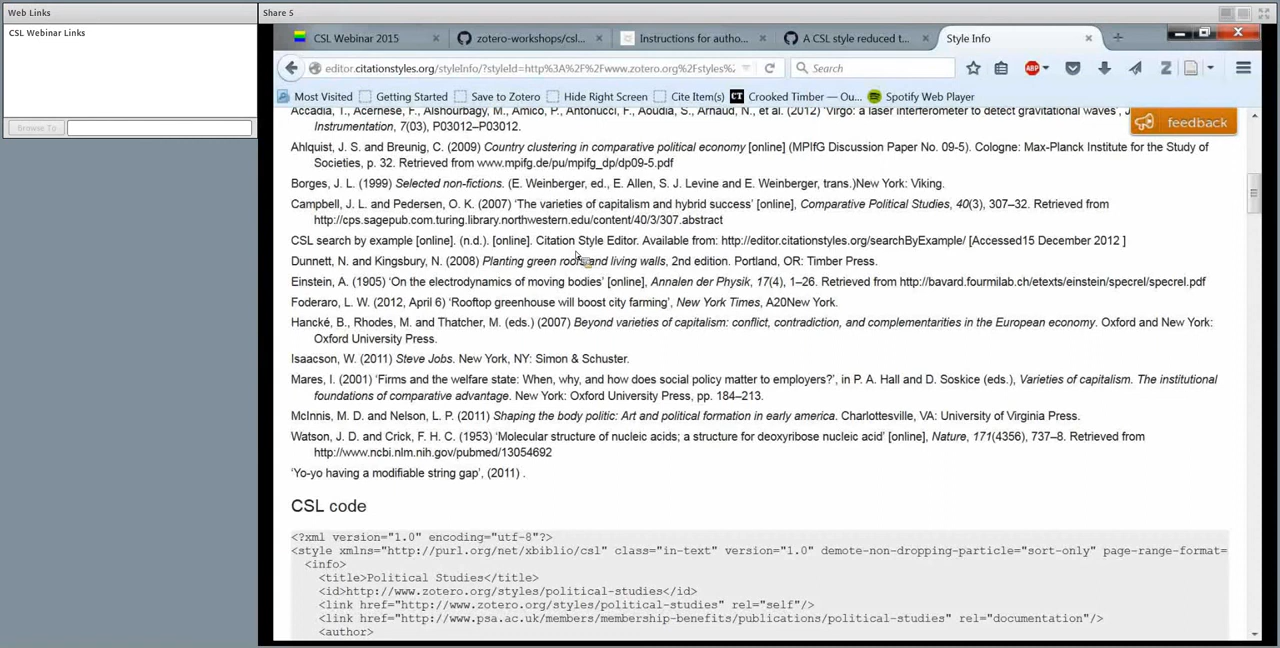 Web Links
Share 5
CSL Webinar Links
Browse To
CSL Webinar 2015
zotero-workshops/csl...
Instructions for autho...
A CSL style reduced t...
Style Info
editor.citationstyles.org/styleInfo/?styleId=http%3A%2F%2Fwww.zotero.org%2Fstyles%
Search
ABP
Most Visited
Getting Started
Save to Zotero
Hide Right Screen
Cite Item(s)
CT Crooked Timber — Ou...
Spotify Web Player
feedback
Accadia, T., Acernese, F., Alshourbagy, M., Amico, P., Antonucci, F., Aoudia, S., Arnaud, N., et al. (2012) 'Virgo: a laser interferometer to detect gravitational waves', J
Instrumentation, 7(03), P03012–P03012.
Ahlquist, J. S. and Breunig, C. (2009) Country clustering in comparative political economy [online] (MPIfG Discussion Paper No. 09-5). Cologne: Max-Planck Institute for the Study of
Societies, p. 32. Retrieved from www.mpifg.de/pu/mpifg_dp/dp09-5.pdf
Borges, J. L. (1999) Selected non-fictions. (E. Weinberger, ed., E. Allen, S. J. Levine and E. Weinberger, trans.)New York: Viking.
Campbell, J. L. and Pedersen, O. K. (2007) 'The varieties of capitalism and hybrid success' [online], Comparative Political Studies, 40(3), 307–32. Retrieved from
http://cps.sagepub.com.turing.library.northwestern.edu/content/40/3/307.abstract
CSL search by example [online]. (n.d.). [online]. Citation Style Editor. Available from: http://editor.citationstyles.org/searchByExample/ [Accessed15 December 2012 ]
Dunnett, N. and Kingsbury, N. (2008) Planting green roofs and living walls, 2nd edition. Portland, OR: Timber Press.
Einstein, A. (1905) 'On the electrodynamics of moving bodies' [online], Annalen der Physik, 17(4), 1–26. Retrieved from http://bavard.fourmilab.ch/etexts/einstein/specrel/specrel.pdf
Foderaro, L. W. (2012, April 6) 'Rooftop greenhouse will boost city farming', New York Times, A20New York.
Hancké, B., Rhodes, M. and Thatcher, M. (eds.) (2007) Beyond varieties of capitalism: conflict, contradiction, and complementarities in the European economy. Oxford and New York:
Oxford University Press.
Isaacson, W. (2011) Steve Jobs. New York, NY: Simon & Schuster.
Mares, I. (2001) 'Firms and the welfare state: When, why, and how does social policy matter to employers?', in P. A. Hall and D. Soskice (eds.), Varieties of capitalism. The institutional
foundations of comparative advantage. New York: Oxford University Press, pp. 184–213.
McInnis, M. D. and Nelson, L. P. (2011) Shaping the body politic: Art and political formation in early america. Charlottesville, VA: University of Virginia Press.
Watson, J. D. and Crick, F. H. C. (1953) 'Molecular structure of nucleic acids; a structure for deoxyribose nucleic acid' [online], Nature, 171(4356), 737–8. Retrieved from
http://www.ncbi.nlm.nih.gov/pubmed/13054692
'Yo-yo having a modifiable string gap', (2011) .
CSL code
<?xml version="1.0" encoding="utf-8"?>
<style xmlns="http://purl.org/net/xbiblio/csl" class="in-text" version="1.0" demote-non-dropping-particle="sort-only" page-range-format=
<info>
<title>Political Studies</title>
<id>http://www.zotero.org/styles/political-studies</id>
<link href="http://www.zotero.org/styles/political-studies" rel="self"/>
<link href="http://www.psa.ac.uk/members/membership-benefits/publications/political-studies" rel="documentation"/>
<author>